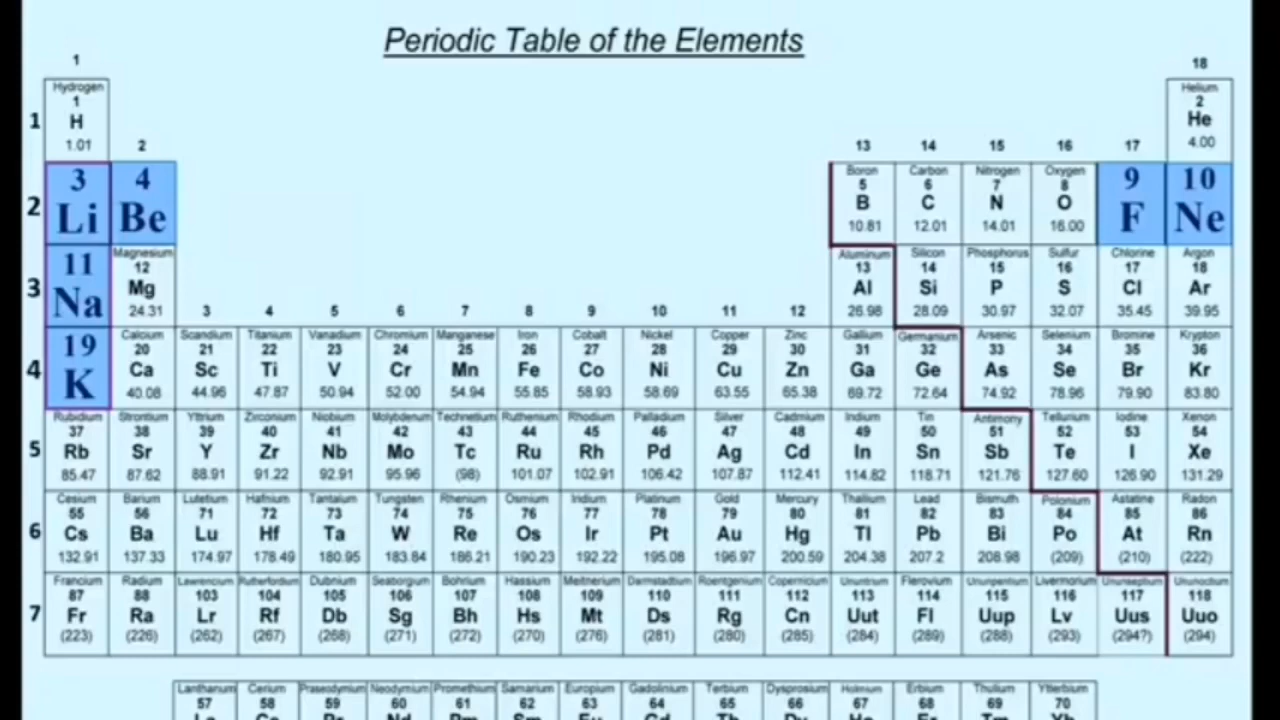 Periodic Table of the Elements
1 18
Hydrogen Helium
1 2
1 H He
1.01 2 13 14 15 16 17 4.00
3 4 Boron Carbon Nitrogen Oxygen 9 10
5 6 7 8
2 Li Be B C N O F Ne
10.81 12.01 14.01 16.00
11 Magnesium Aluminum Silicon Phosphorus Sulfur Chlorine Argon
12 13 14 15 16 17 18
3 Na Mg Al Si P S Cl Ar
24.31 3 4 5 6 7 8 9 10 11 12 26.98 28.09 30.97 32.07 35.45 39.95
19 Calcium Scandium Titanium Vanadium Chromium Manganese Iron Cobalt Nickel Copper Zinc Gallium Germanium Arsenic Selenium Bromine Krypton
20 21 22 23 24 25 26 27 28 29 30 31 32 33 34 35 36
4 K Ca Sc Ti V Cr Mn Fe Co Ni Cu Zn Ga Ge As Se Br Kr
40.08 44.96 47.87 50.94 52.00 54.94 55.85 58.93 58.69 63.55 65.38 69.72 72.64 74.92 78.96 79.90 83.80
Rubidium Strontium Yttrium Zirconium Niobium Molybdenum Technetium Ruthenium Rhodium Palladium Silver Cadmium Indium Tin Antimony Tellurium Iodine Xenon
37 38 39 40 41 42 43 44 45 46 47 48 49 50 51 52 53 54
5 Rb Sr Y Zr Nb Mo Tc Ru Rh Pd Ag Cd In Sn Sb Te I Xe
85.47 87.62 88.91 91.22 92.91 95.96 (98) 101.07 102.91 106.42 107.87 112.41 114.82 118.71 121.76 127.60 126.90 131.29
Cesium Barium Lutetium Hafnium Tantalum Tungsten Rhenium Osmium Iridium Platinum Gold Mercury Thallium Lead Bismuth Polonium Astatine Radon
55 56 71 72 73 74 75 76 77 78 79 80 81 82 83 84 85 86
6 Cs Ba Lu Hf Ta W Re Os Ir Pt Au Hg Tl Pb Bi Po At Rn
132.91 137.33 174.97 178.49 180.95 183.84 186.21 190.23 192.22 195.08 196.97 200.59 204.38 207.2 208.98 (209) (210) (222)
Francium Radium Lawrencium Rutherfordium Dubnium Seaborgium Bohrium Hassium Meitnerium Darmstadtium Roentgenium Copernicium Ununtrium Flerovium Ununpentium Livermorium Ununseptium Ununoctium
87 88 103 104 105 106 107 108 109 110 111 112 113 114 115 116 117 118
7 Fr Ra Lr Rf Db Sg Bh Hs Mt Ds Rg Cn Uut Fl Uup Lv Uus Uuo
(223) (226) (262) (267) (268) (271) (272) (270) (276) (281) (280) (285) (284) (289) (288) (293) (294?) (294)
Lanthanum Cerium Praseodymium Neodymium Promethium Samarium Europium Gadolinium Terbium Dysprosium Holmium Erbium Thulium Ytterbium
57 58 59 60 61 62 63 64 65 66 67 68 69 70